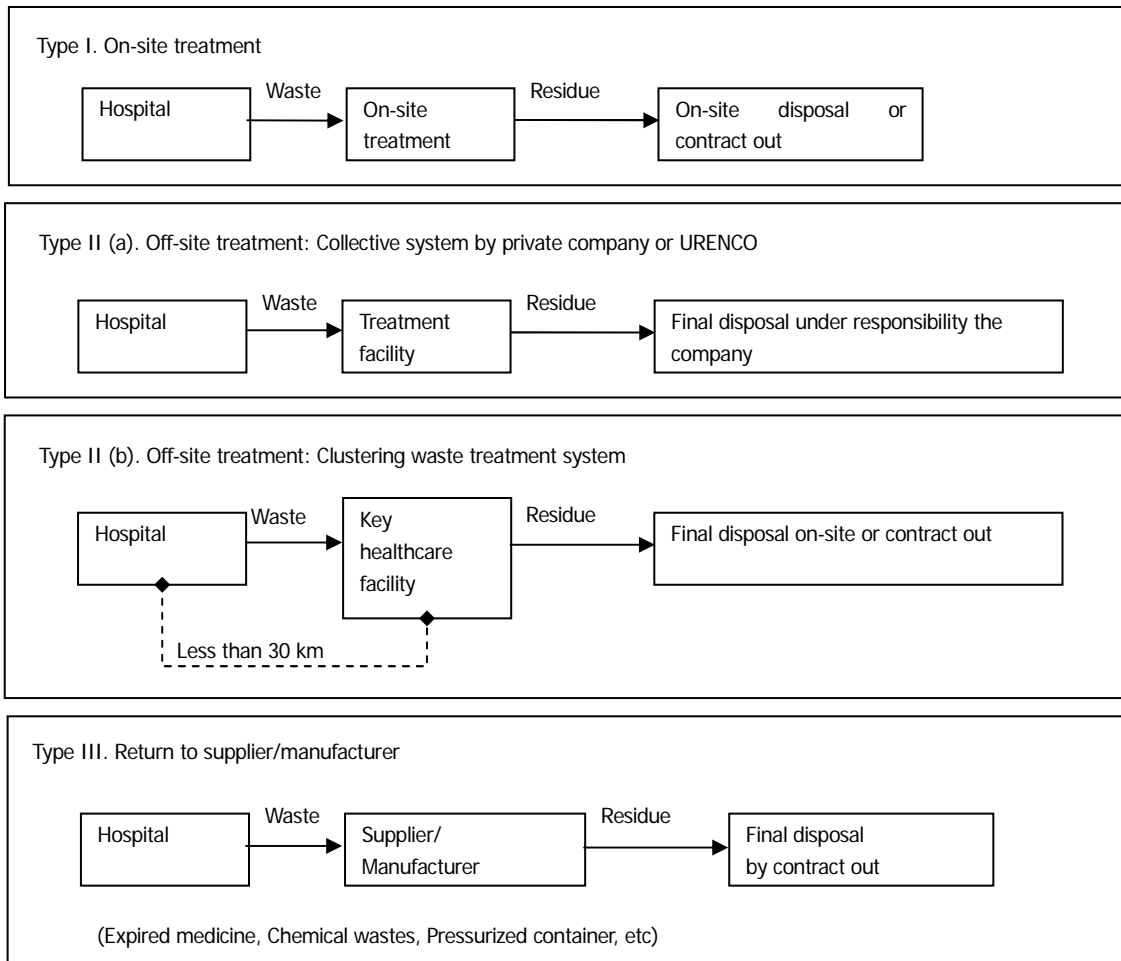 Type I. On-site treatment
Waste
Residue
Hospital
On-site
treatment
On-site disposal or
contract out
Type II (a). Off-site treatment: Collective system by private company or URENCO
Waste
Residue
Hospital
Treatment
facility
Final disposal under responsibility the
company
Type II (b). Off-site treatment: Clustering waste treatment system
Waste
Residue
Hospital
Key
healthcare
facility
Final disposal on-site or contract out
Less than 30 km
Type III. Return to supplier/manufacturer
Waste
Residue
Hospital
Supplier/
Manufacturer
Final disposal
by contract out
(Expired medicine, Chemical wastes, Pressurized container, etc)